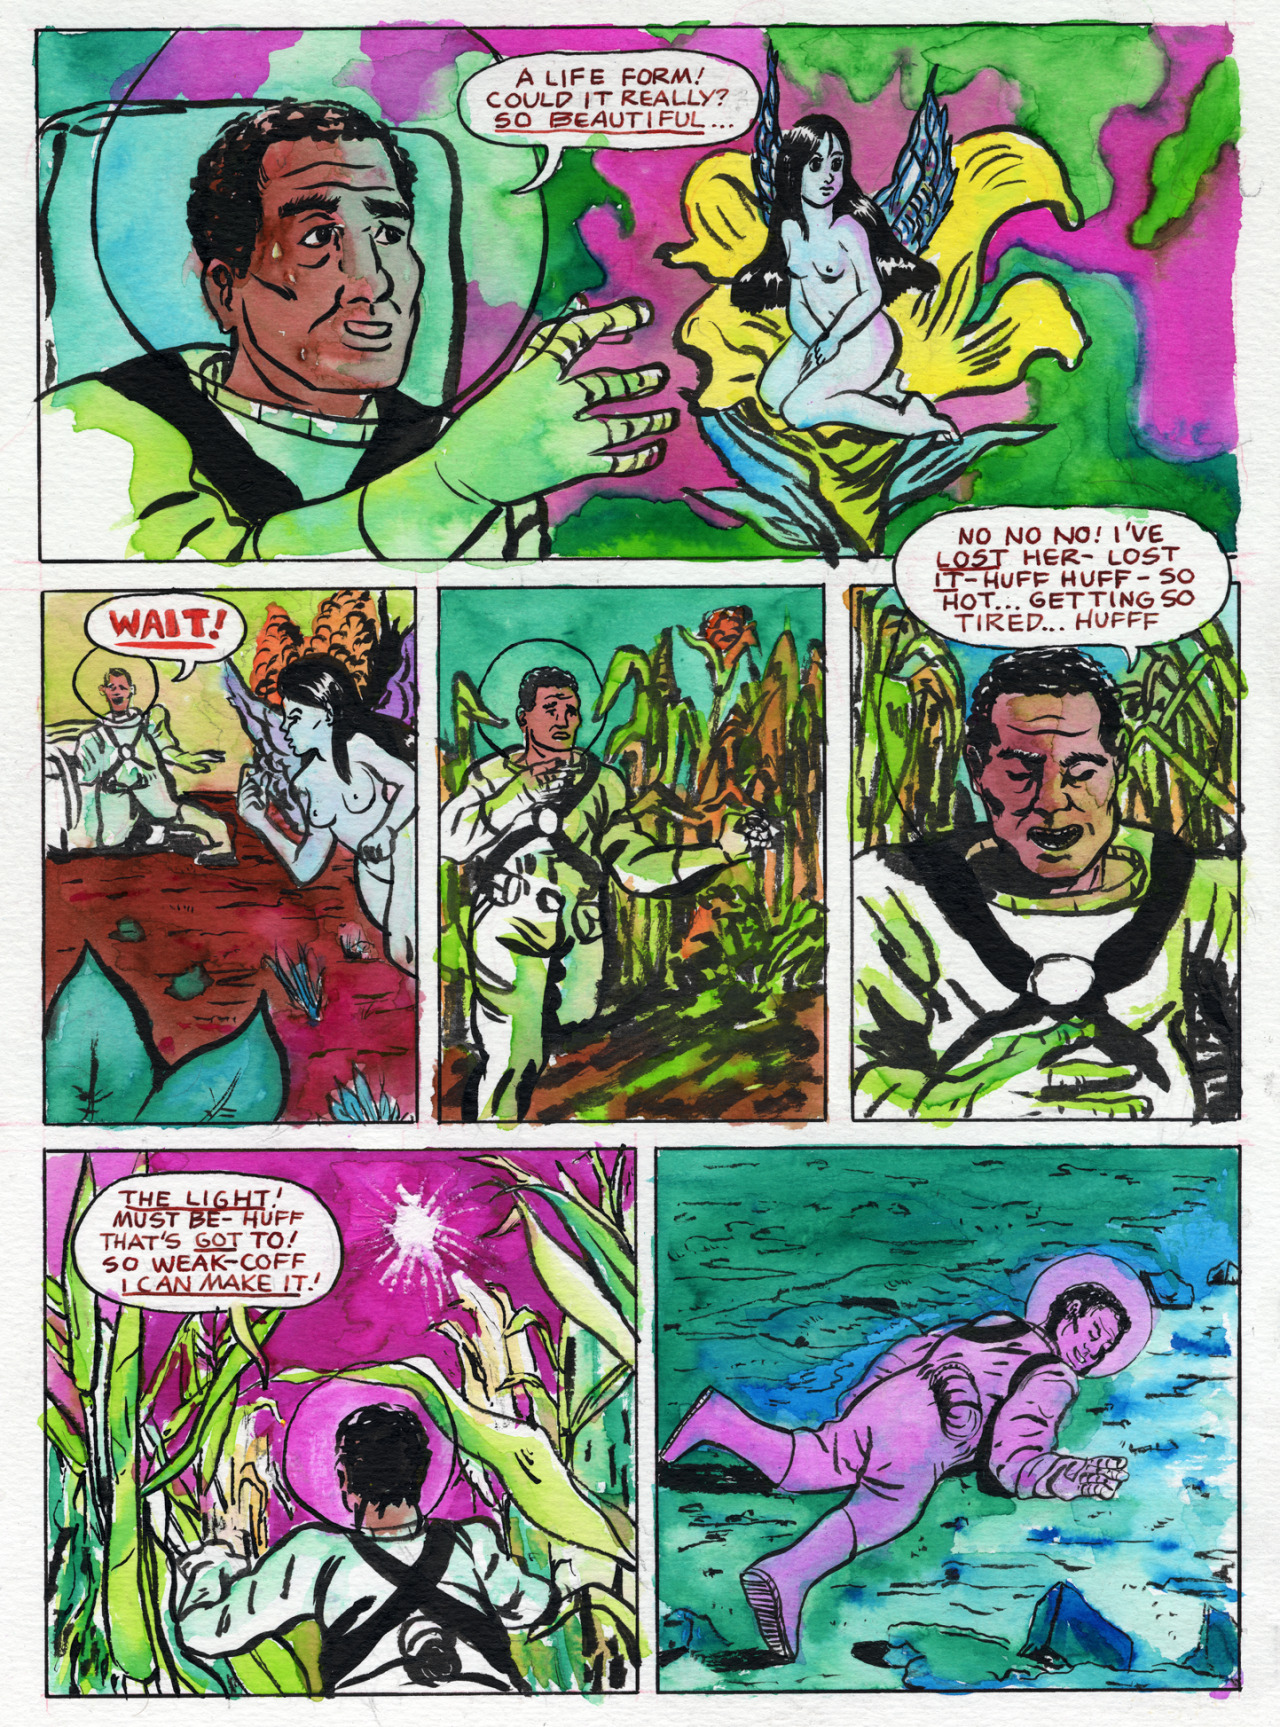 A LIFE FORM!
COULD IT REALLY?
SO BEAUTIFUL...
WAIT!
NO NO NO! I'VE
LOST HER- LOST
IT-HUFF HUFF- SO
HOT... GETTING SO
TIRED... HUFFF
THE LIGHT!
MUST BE- HUFF
THAT'S GOT TO!
SO WEAK-COFF
I CAN MAKE IT!